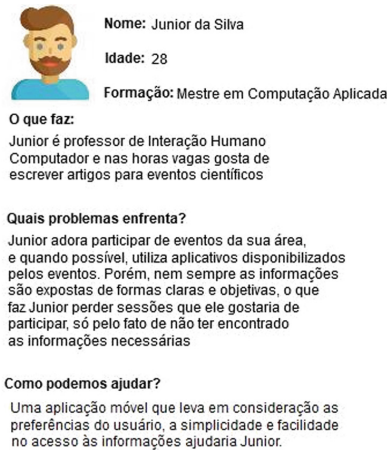 Nome: Junior da Silva
Idade: 28
Formação: Mestre em Computação Aplicada
O que faz:
Junior é professor de Interação Humano
Computador e nas horas vagas gosta de
escrever artigos para eventos científicos
Quais problemas enfrenta?
Junior adora participar de eventos da sua área,
e quando possível, utiliza aplicativos disponibilizados
pelos eventos. Porém, nem sempre as informações
são expostas de formas claras e objetivas, o que
faz Junior perder sessões que ele gostaria de
participar, só pelo fato de não ter encontrado
as informações necessárias
Como podemos ajudar?
Uma aplicação móvel que leva em consideração as
preferências do usuário, a simplicidade e facilidade
no acesso às informações ajudaria Junior.